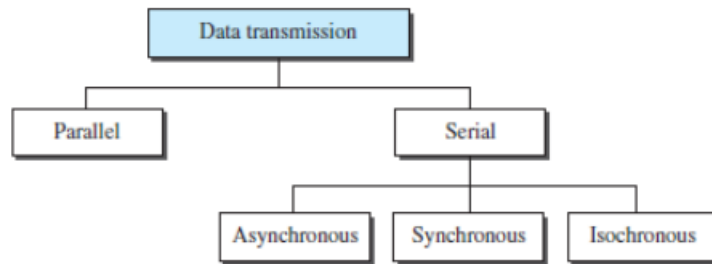 Data transmission
Parallel
Serial
Asynchronous
Synchronous
Isochronous